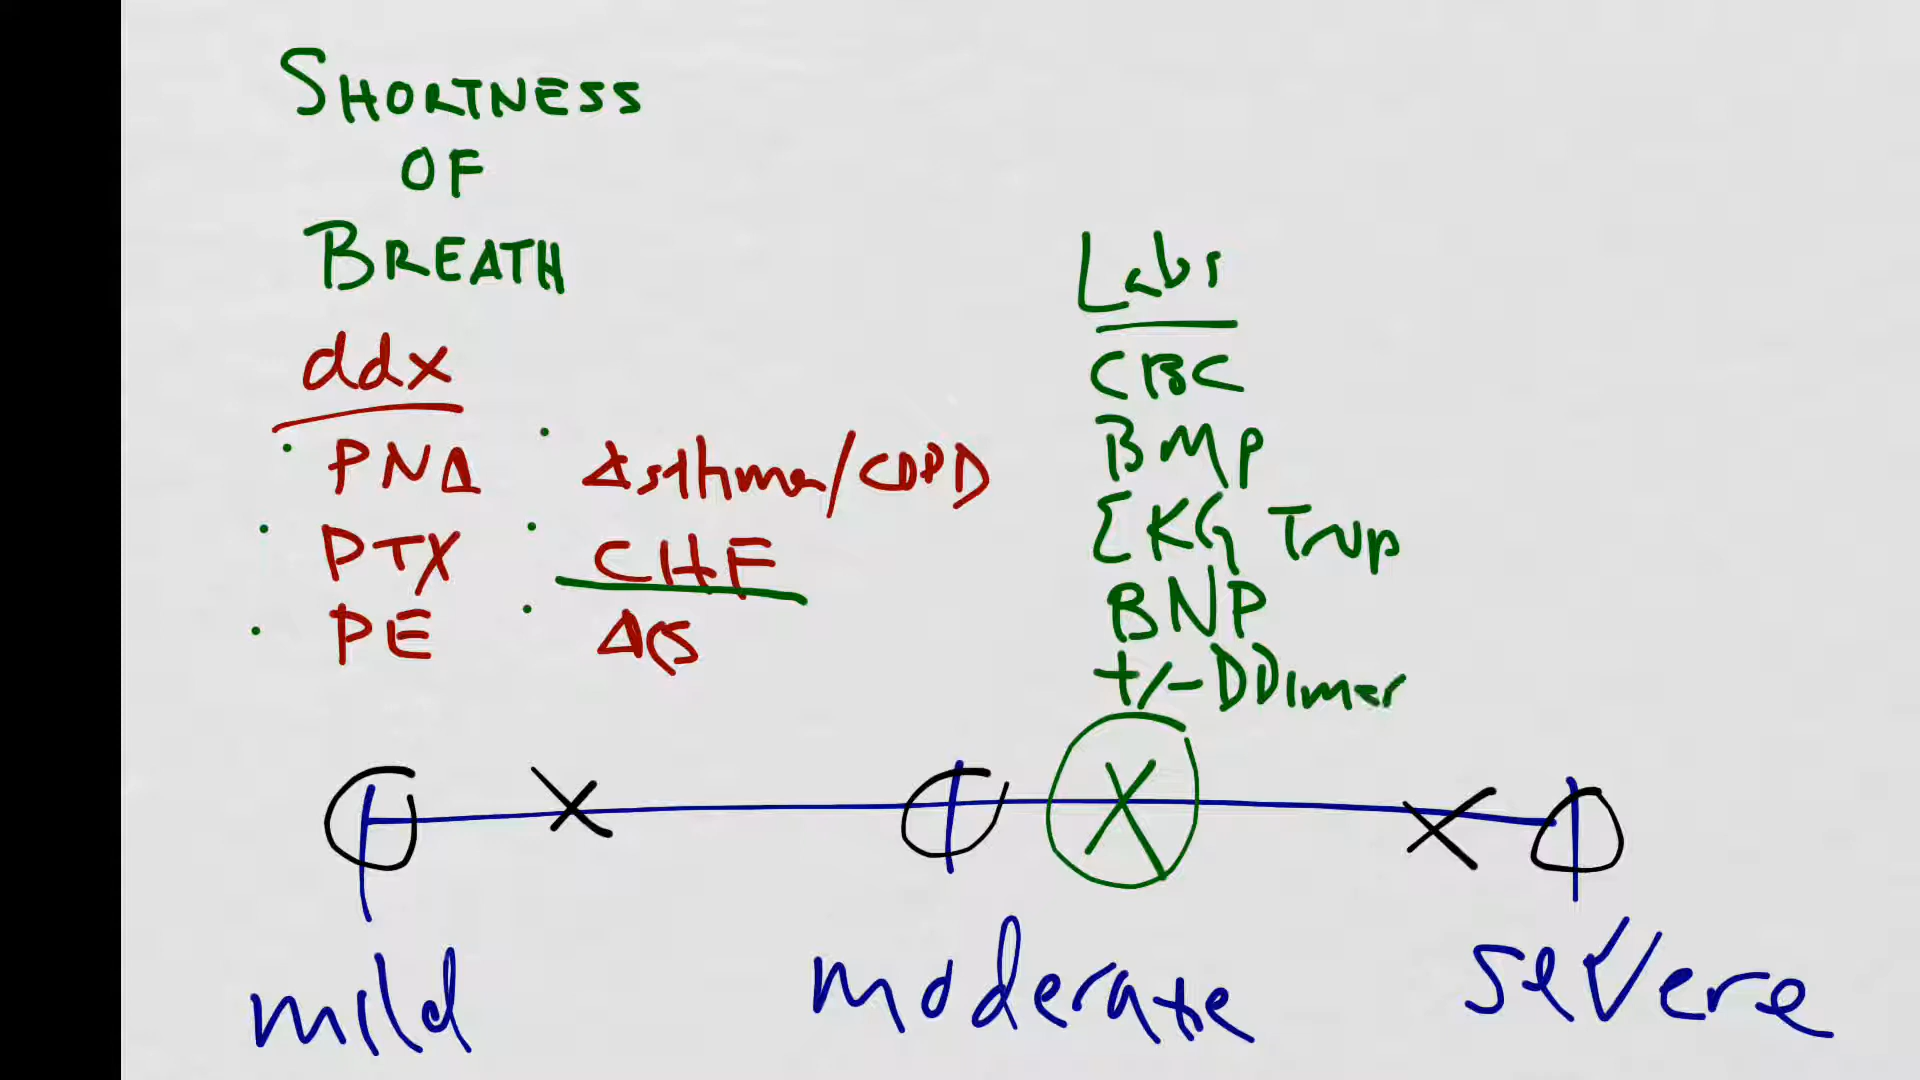 SHORTNESS
OF
BREATH
ddx
PNA
PTX
PE
Asthma/COPD
CHF
ACS
Labs
CBC
BMP
EKG Trop
BNP
+/- DDimer
mild
moderate
severe